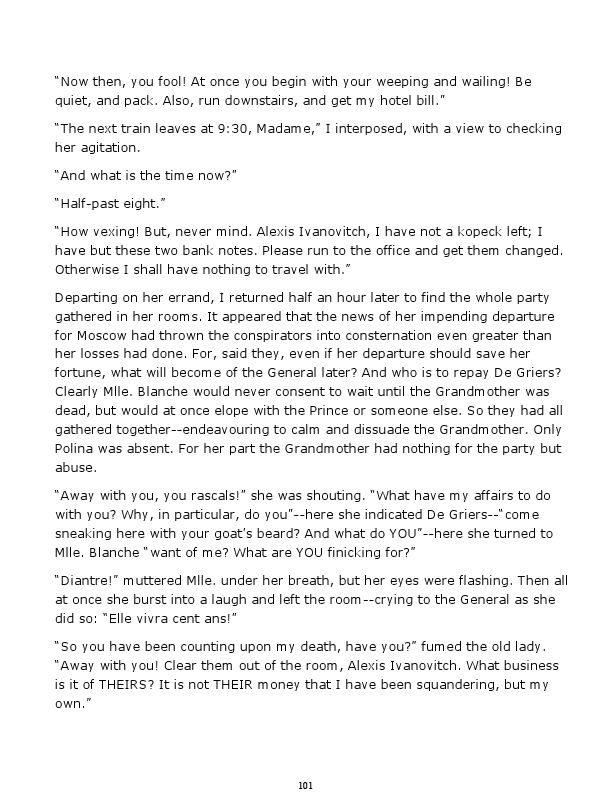 “Now then, you fool! At once you begin with your weeping and wailing! Be
quiet, and pack. Also, run downstairs, and get my hotel bill.”
“The next train leaves at 9:30, Madame,” I interposed, with a view to checking
her agitation.
“And what is the time now?”
“Half-past eight.”
“How vexing! But, never mind. Alexis Ivanovitch, I have not a kopeck left; I
have but these two bank notes. Please run to the office and get them changed.
Otherwise I shall have nothing to travel with.”
Departing on her errand, I returned half an hour later to find the whole party
gathered in her rooms. It appeared that the news of her impending departure
for Moscow had thrown the conspirators into consternation even greater than
her losses had done. For, said they, even if her departure should save her
fortune, what will become of the General later? And who is to repay De Griers?
Clearly Mlle. Blanche would never consent to wait until the Grandmother was
dead, but would at once elope with the Prince or someone else. So they had all
gathered together--endeavouring to calm and dissuade the Grandmother. Only
Polina was absent. For her part the Grandmother had nothing for the party but
abuse.
“Away with you, you rascals!” she was shouting. “What have my affairs to do
with you? Why, in particular, do you”--here she indicated De Griers--“come
sneaking here with your goat’s beard? And what do YOU”--here she turned to
Mlle. Blanche “want of me? What are YOU finicking for?”
“Diantre!” muttered Mlle. under her breath, but her eyes were flashing. Then all
at once she burst into a laugh and left the room--crying to the General as she
did so: “Elle vivra cent ans!”
“So you have been counting upon my death, have you?” fumed the old lady.
“Away with you! Clear them out of the room, Alexis Ivanovitch. What business
is it of THEIRS? It is not THEIR money that I have been squandering, but my
own.”
101